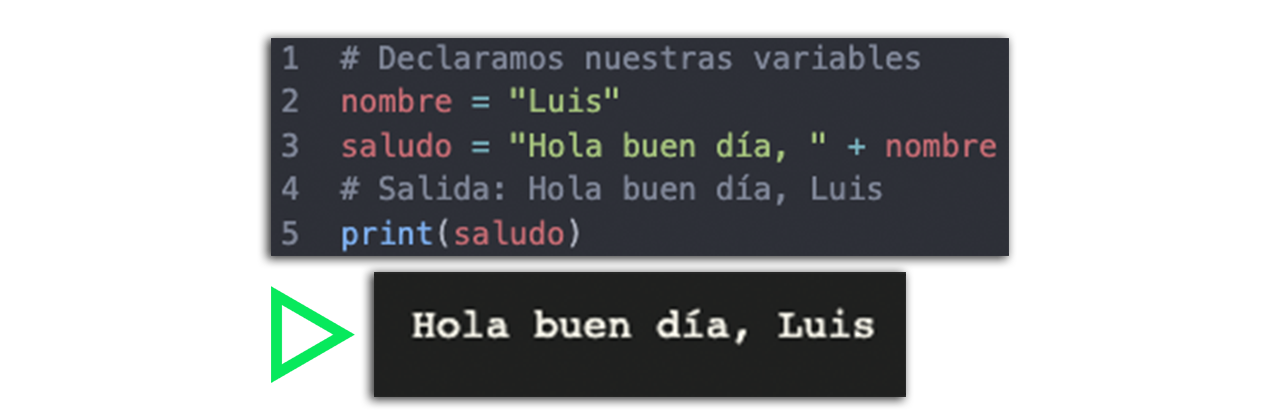 1 # Declaramos nuestras variables
2 nombre = "Luis"
3 saludo = "Hola buen día, " + nombre
4 # Salida: Hola buen día, Luis
5 print(saludo)
Hola buen día, Luis